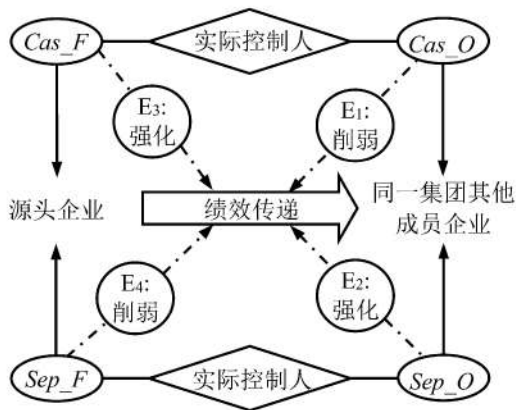 Cas_F 实际控制人 Cas_O
E₃:
强化
E₁:
削弱
源头企业 绩效传递 同一集团其他
成员企业
E₄:
削弱
E₂:
强化
Sep_F 实际控制人 Sep_O